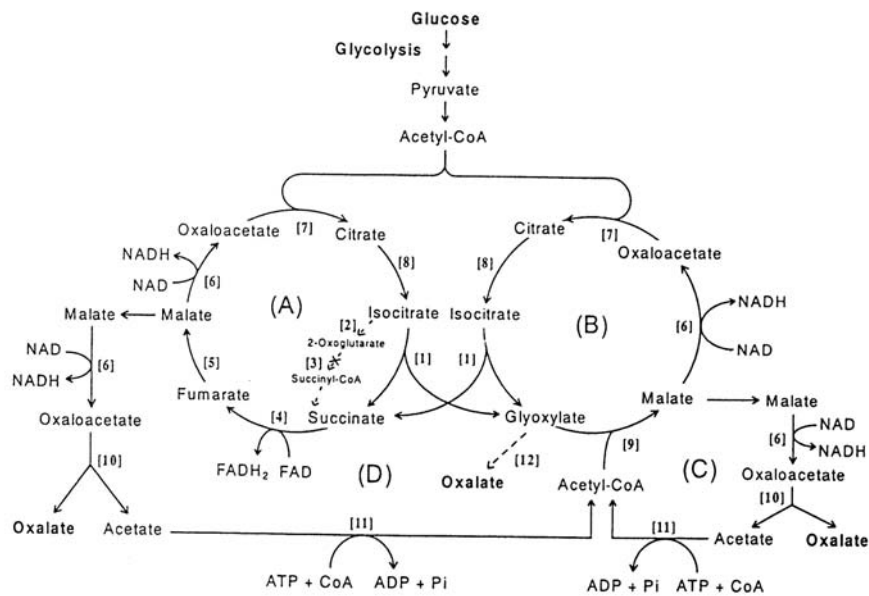 Glucose
Glycolysis
Pyruvate
Acetyl-CoA
Oxaloacetate [7] Citrate
Citrate [7] Oxaloacetate
NADH
NAD [6]
[8] [8]
(A) (B)
NADH
[6]
NAD
Malate Malate
Isocitrate Isocitrate
[2]
2-Oxoglutarate
[3]
Succinyl-CoA
[1] [1]
NAD
[6]
NADH
[5]
Fumarate
Malate Malate
Oxaloacetate
[4] Succinate
Glyoxylate
[9]
[6] NAD
NADH
FADH2 FAD
(D)
[12]
Oxalate
Acetyl-CoA
(C)
Oxaloacetate
[10]
[10]
Oxalate Acetate
[11]
[11]
Acetate Oxalate
ATP + CoA ADP + Pi
ADP + Pi ATP + CoA